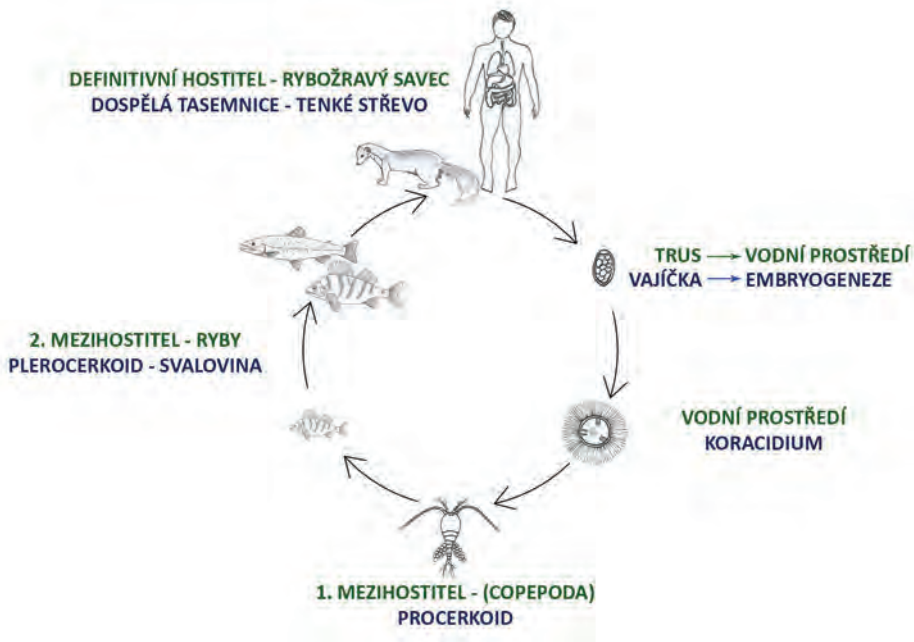 DEFINITIVNÍ HOSTITEL - RYBOŽRAVÝ SAVEC
DOSPĚLÁ TASEMNICE - TENKÉ STŘEVO
TRUS → VODNÍ PROSTŘEDÍ
VAJÍČKA → EMBRYOGENEZE
2. MEZIHOSTITEL - RYBY
PLEROCERKOID - SVALOVINA
VODNÍ PROSTŘEDÍ
KORACIDIUM
1. MEZIHOSTITEL - (COPEPODA)
PROCERKOID